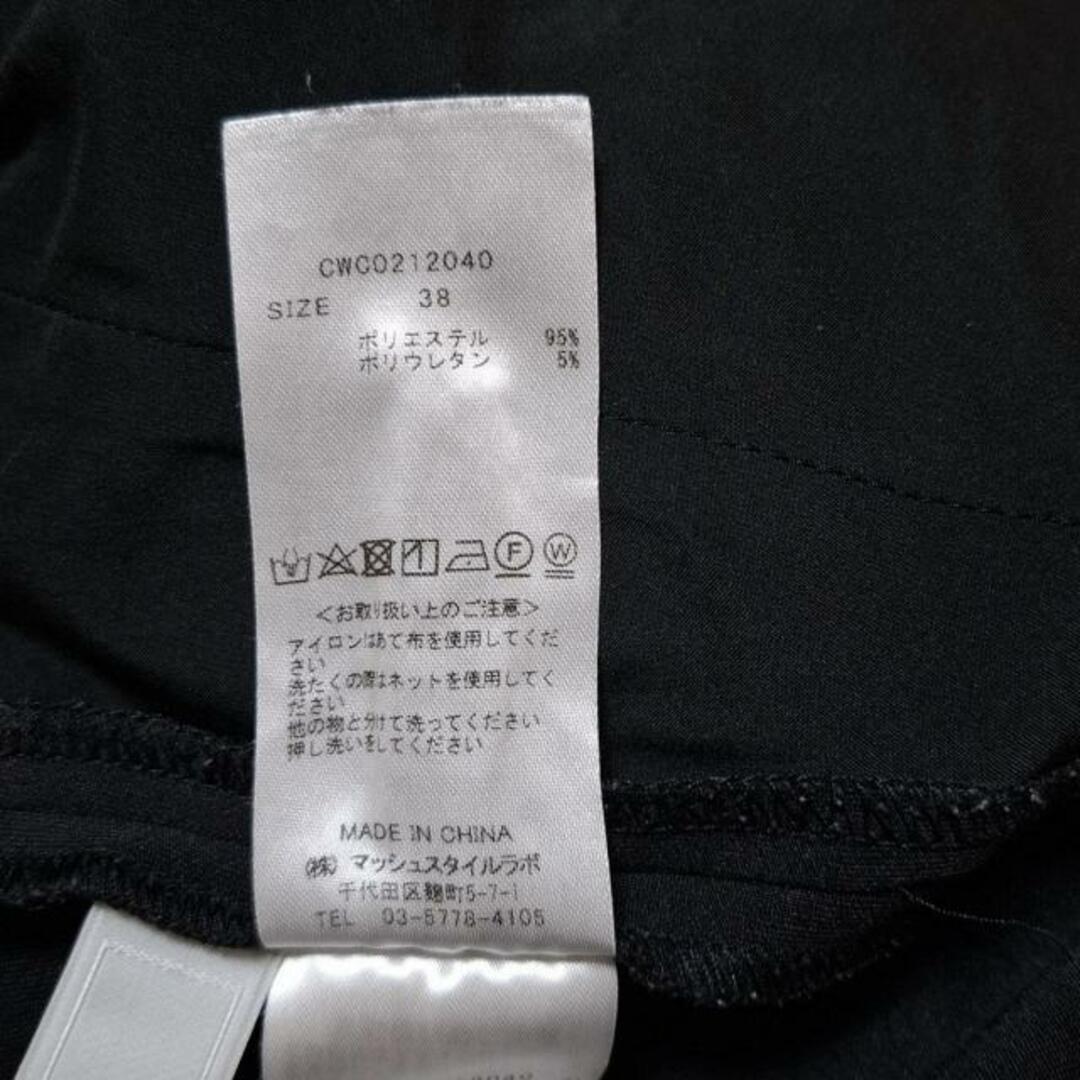 CWCO212040
SIZE 38
ポリエステル 95%
ポリウレタン 5%
F W
<お取り扱い上のご注意>
アイロンはあて布を使用してくだ
さい
洗たくの際はネットを使用してく
ださい
他の物と分けて洗ってください
押し洗いをしてください
MADE IN CHINA
(株) マッシュスタイルラボ
千代田区麹町5-7-1
TEL 03-5778-4105